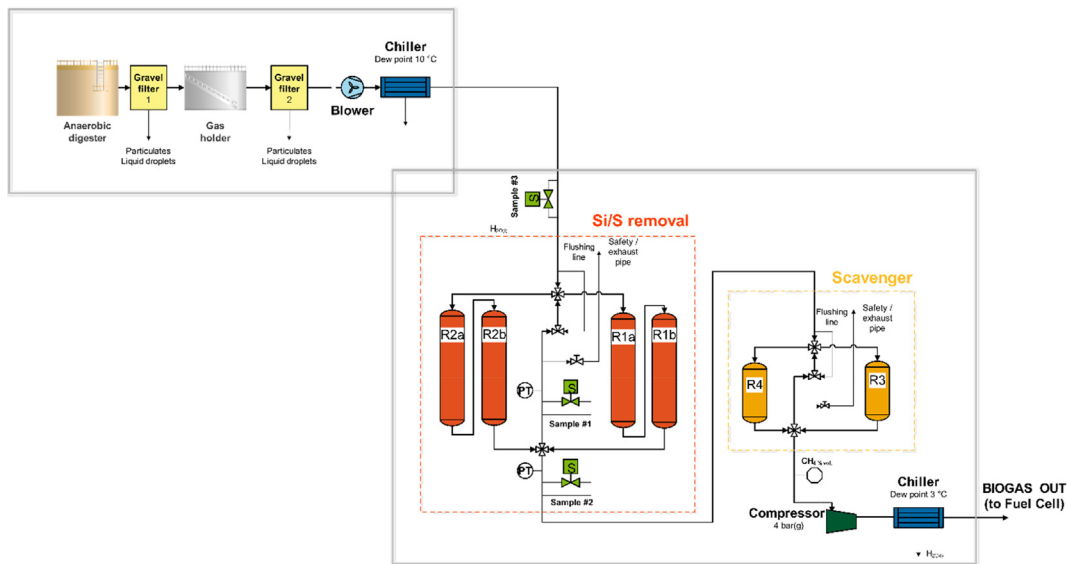 Chiller
Dew point 10 °C
Gravel
filter
1
Gravel
filter
2
Blower
Anaerobic
digester
Gas
holder
Particulates
Liquid droplets
Particulates
Liquid droplets
Sample #3
S
Si/S removal
Flushing
line
Safety /
exhaust
pipe
R2a
R2b
R1a
R1b
PT
S
Sample #1
PT
S
Sample #2
Scavenger
Flushing
line
Safety /
exhaust
pipe
R4
R3
CH4 % vol.
Chiller
Dew point 3 °C
Compressor
4 bar(g)
BIOGAS OUT
(to Fuel Cell)